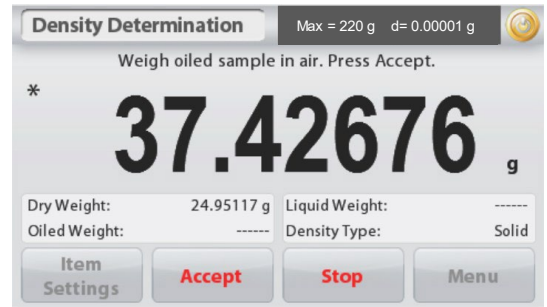 Density Determination Max = 220 g d= 0.00001 g
Weigh oiled sample in air. Press Accept.
* 37.42676 g
Dry Weight: 24.95117 g Liquid Weight: ------
Oiled Weight: ------ Density Type: Solid
Item Settings Accept Stop Menu